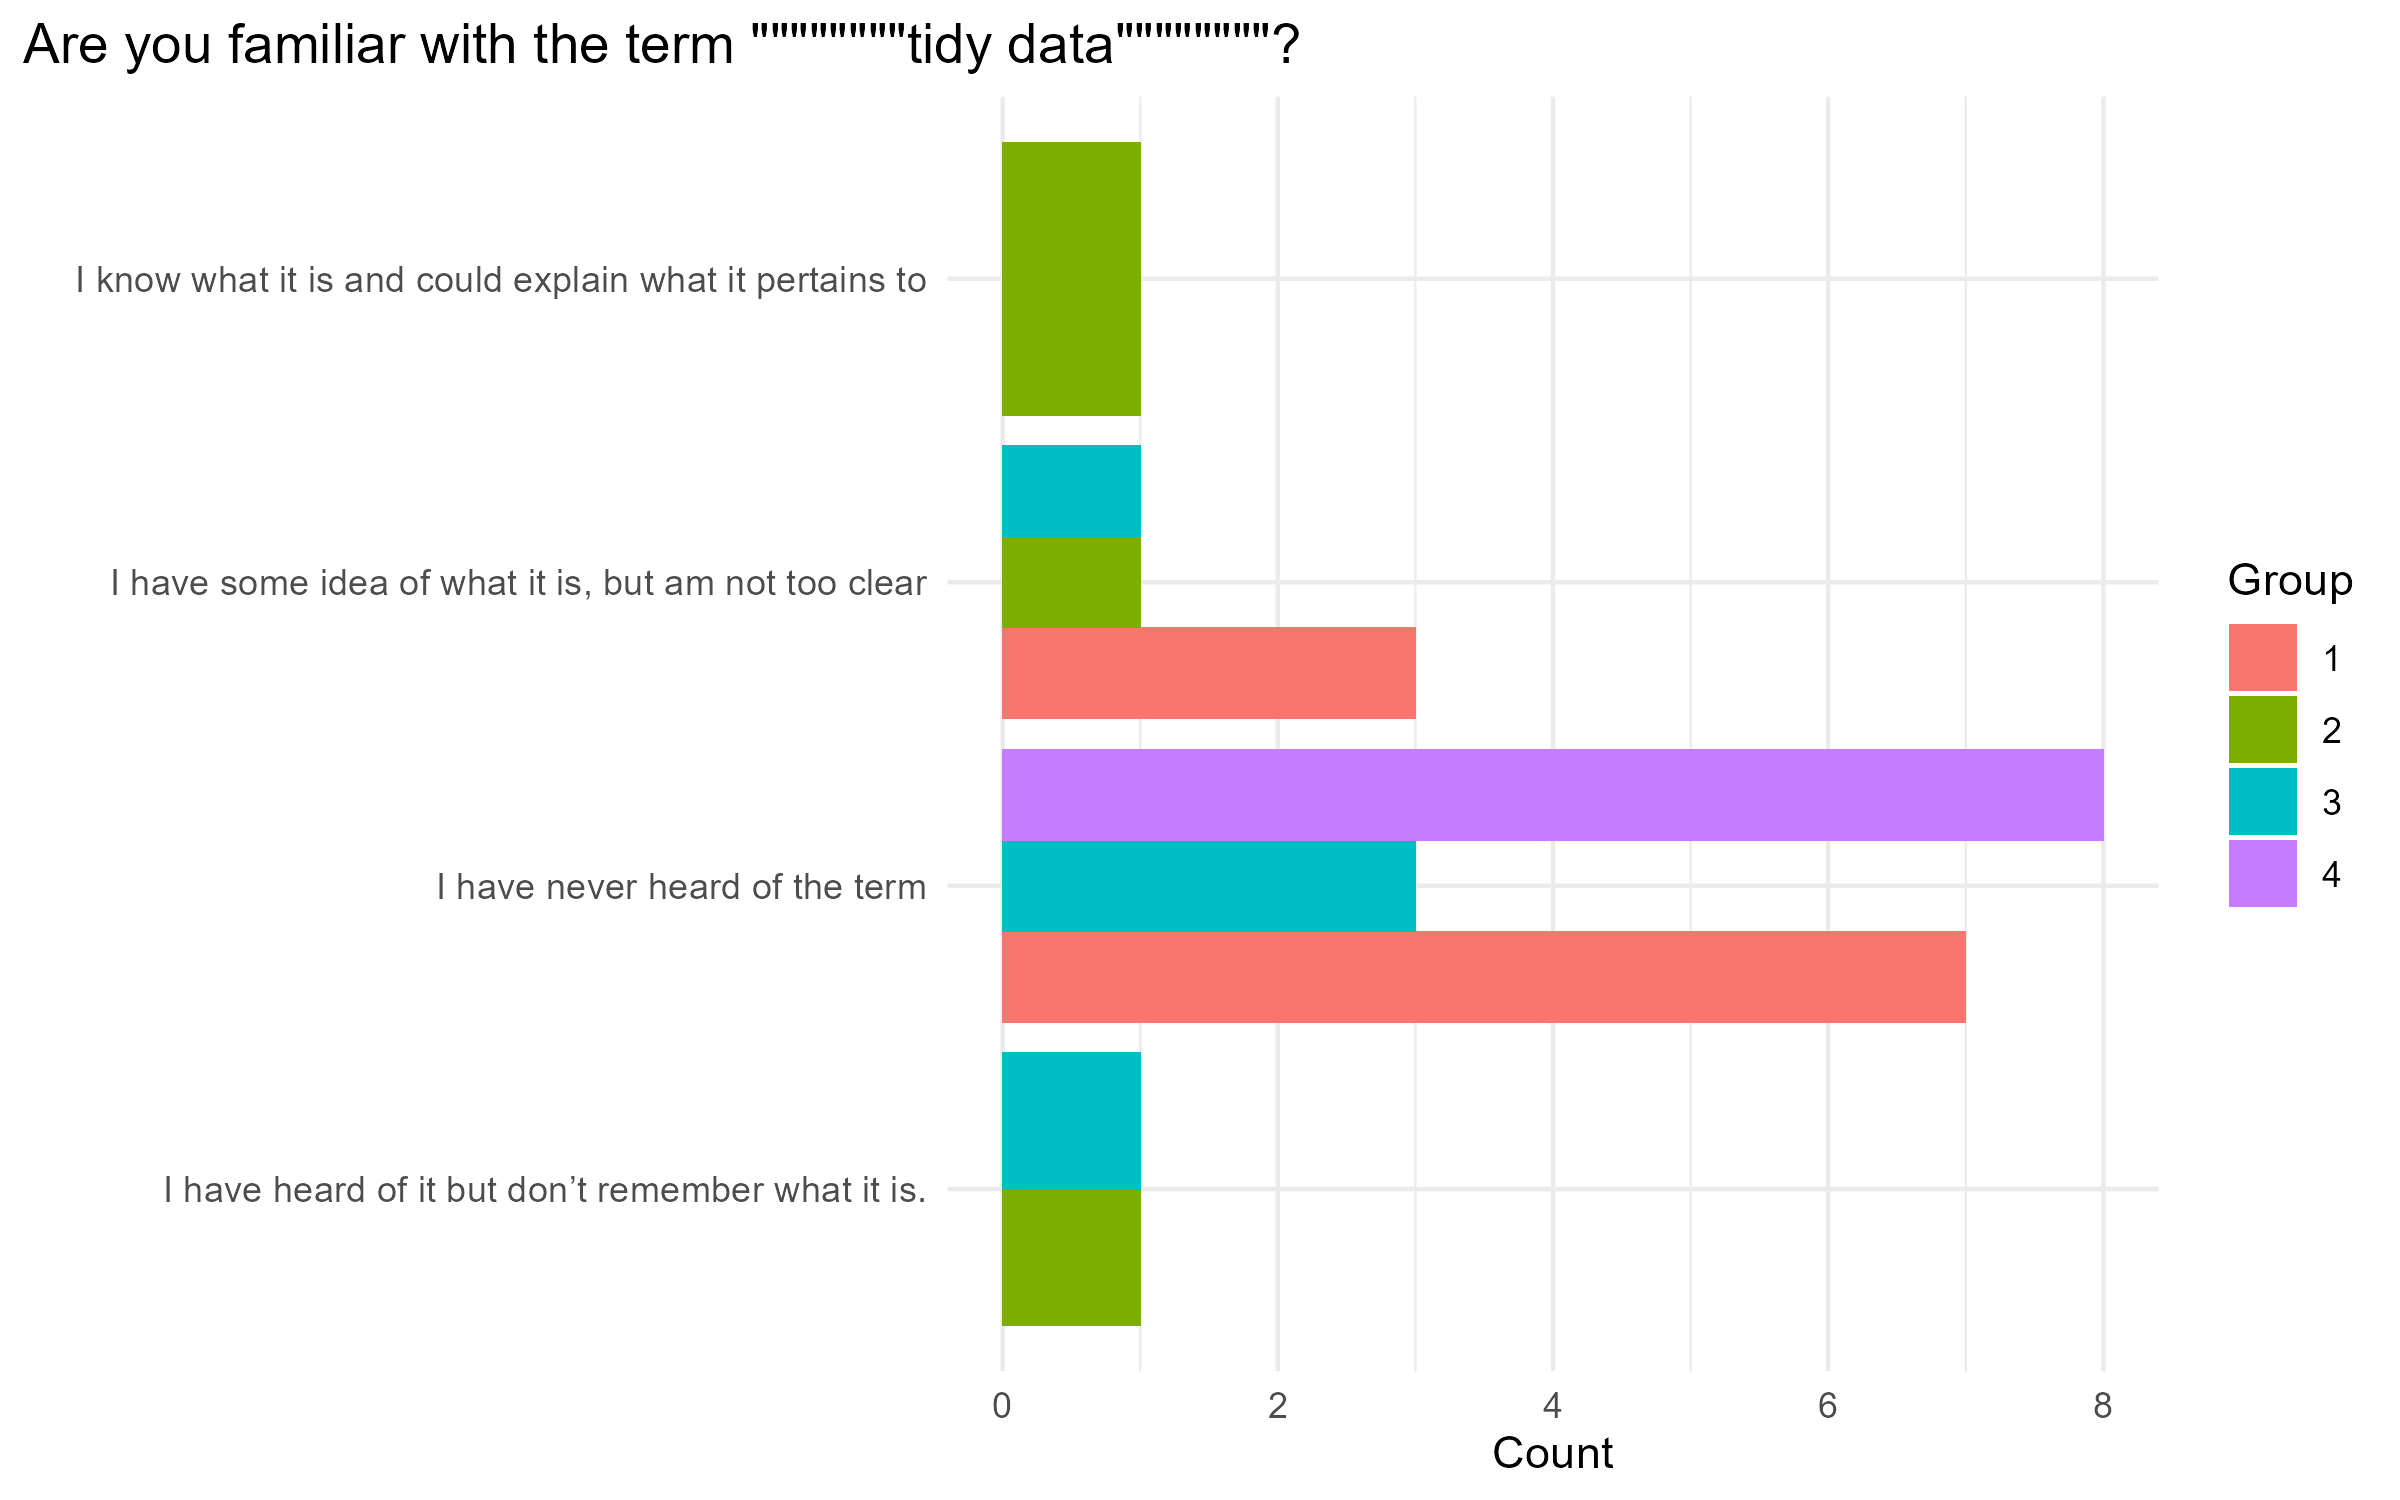 Are you familiar with the term """"""""tidy data""""""""?
I know what it is and could explain what it pertains to
I have some idea of what it is, but am not too clear
I have never heard of the term
I have heard of it but don’t remember what it is.
0 2 4 6 8
Count
Group
1
2
3
4